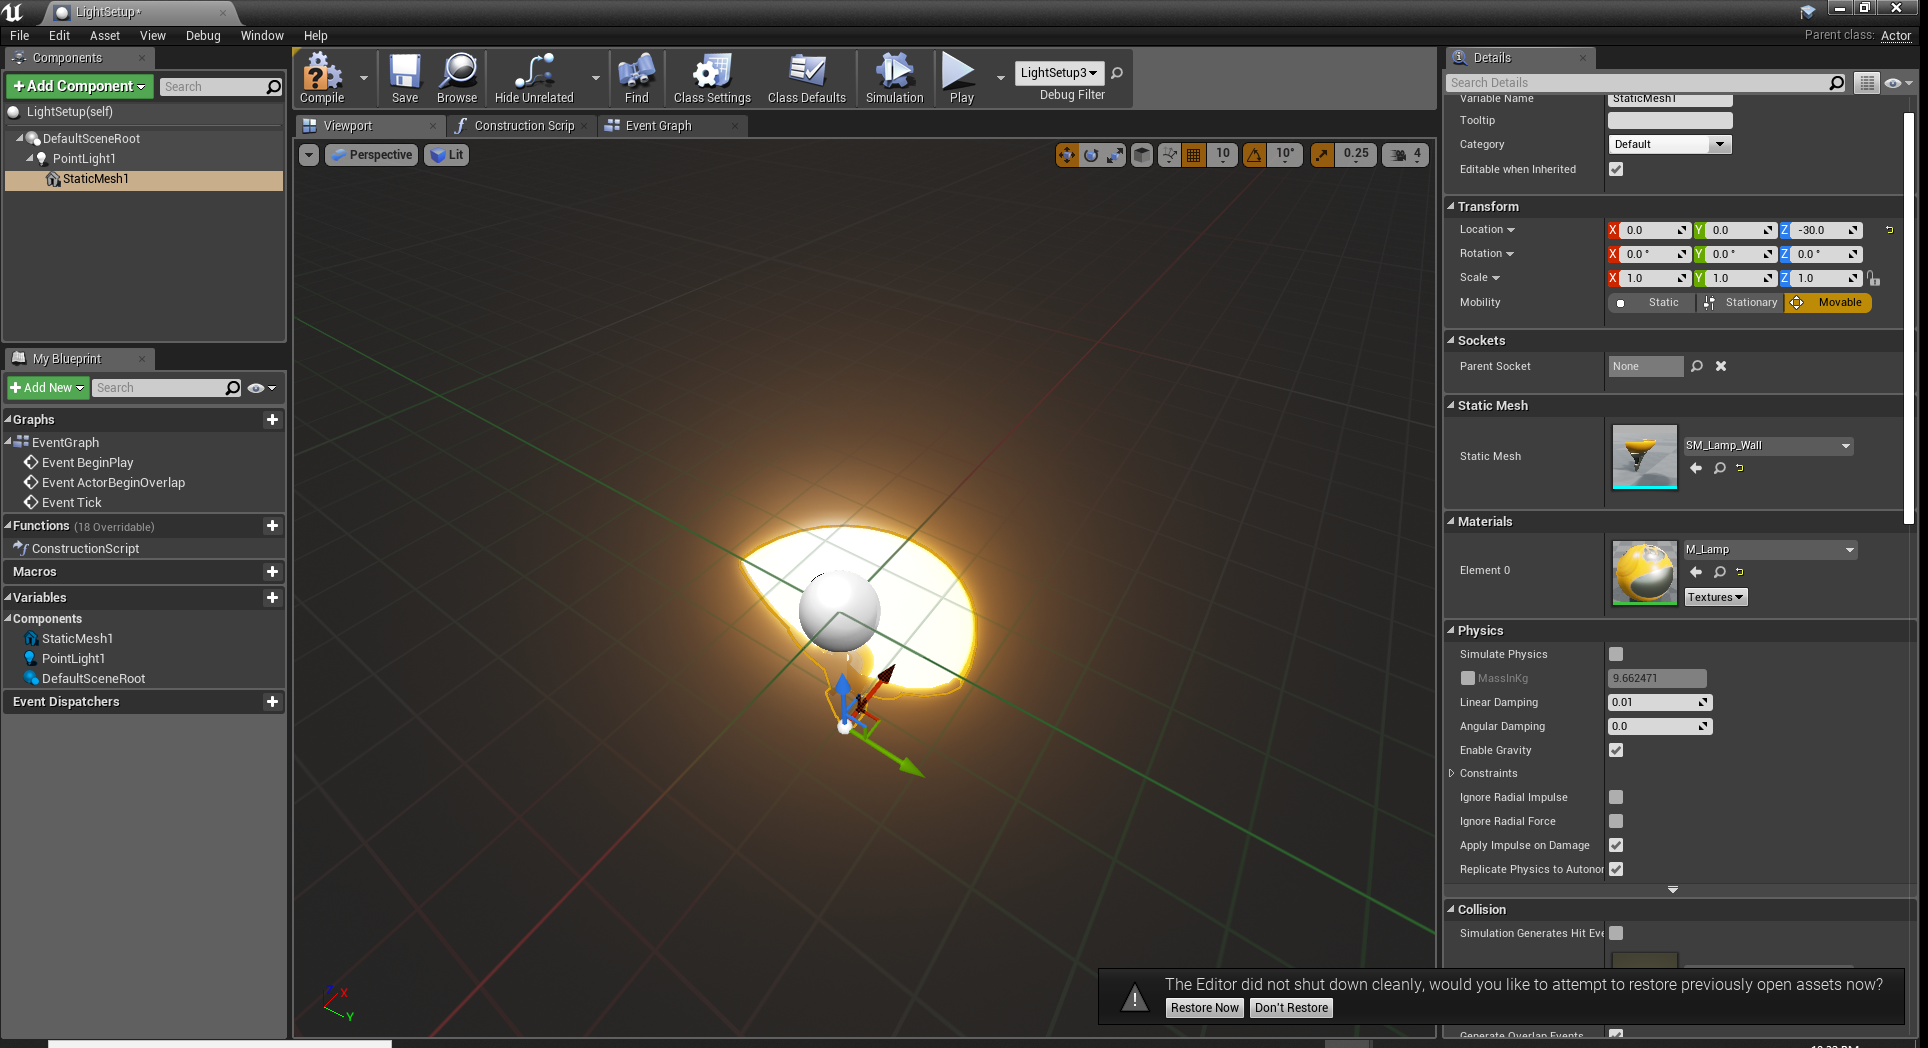 LightSetup*
File Edit Asset View Debug Window Help
Parent class: Actor
Components
+Add Component
Search
LightSetup(self)
DefaultSceneRoot
PointLight1
StaticMesh1
My Blueprint
+Add New
Search
Graphs
EventGraph
Event BeginPlay
Event ActorBeginOverlap
Event Tick
Functions (18 Overridable)
ConstructionScript
Macros
Variables
Components
StaticMesh1
PointLight1
DefaultSceneRoot
Event Dispatchers
Compile
Save
Browse
Hide Unrelated
Find
Class Settings
Class Defaults
Simulation
Play
LightSetup3
Debug Filter
Viewport
Construction Scrip
Event Graph
Perspective
Lit
10
10°
0.25
4
Z
X
Y
Details
Search Details
Variable Name StaticMesh1
Tooltip
Category Default
Editable when Inherited
Transform
Location X 0.0 Y 0.0 Z -30.0
Rotation X 0.0 ° Y 0.0 ° Z 0.0 °
Scale X 1.0 Y 1.0 Z 1.0
Mobility Static Stationary Movable
Sockets
Parent Socket None
Static Mesh
Static Mesh SM_Lamp_Wall
Materials
Element 0 M_Lamp
Textures
Physics
Simulate Physics
MassInKg 9.662471
Linear Damping 0.01
Angular Damping 0.0
Enable Gravity
Constraints
Ignore Radial Impulse
Ignore Radial Force
Apply Impulse on Damage
Replicate Physics to Autonor
Collision
Simulation Generates Hit Eve
The Editor did not shut down cleanly, would you like to attempt to restore previously open assets now?
Restore Now
Don't Restore
Generate Overlap Events